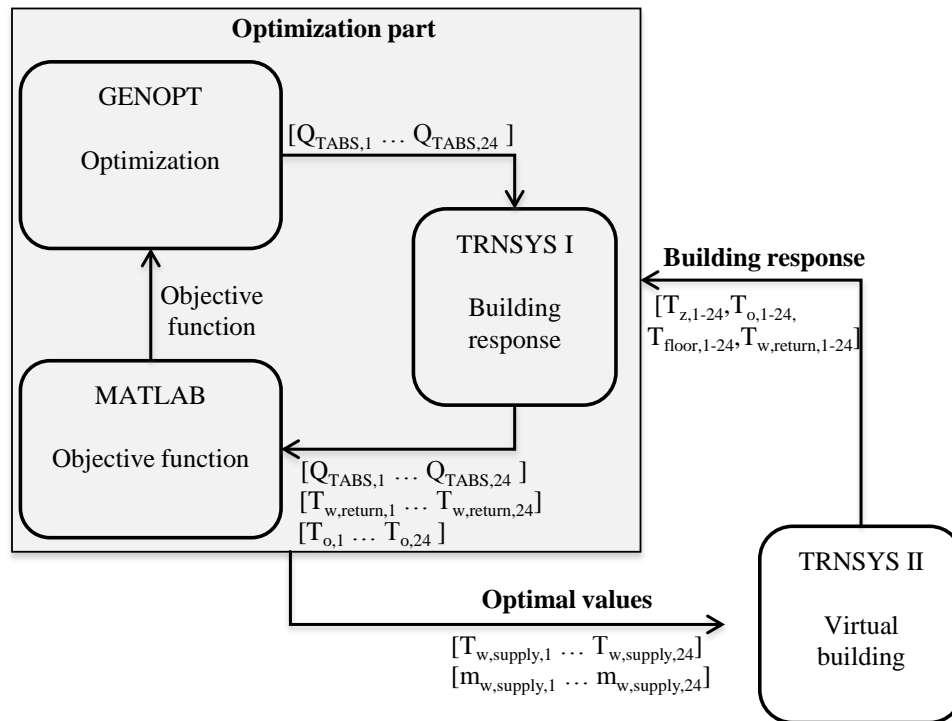 Optimization part
GENOPT
Optimization
[Q_TABS,1 … Q_TABS,24 ]
TRNSYS I
Building
response
Objective
function
MATLAB
Objective function
[Q_TABS,1 … Q_TABS,24 ]
[T_w,return,1 … T_w,return,24]
[T_o,1 … T_o,24 ]
Building response
[T_z,1-24,T_o,1-24,
T_floor,1-24,T_w,return,1-24]
Optimal values
[T_w,supply,1 … T_w,supply,24]
[m_w,supply,1 … m_w,supply,24]
TRNSYS II
Virtual
building